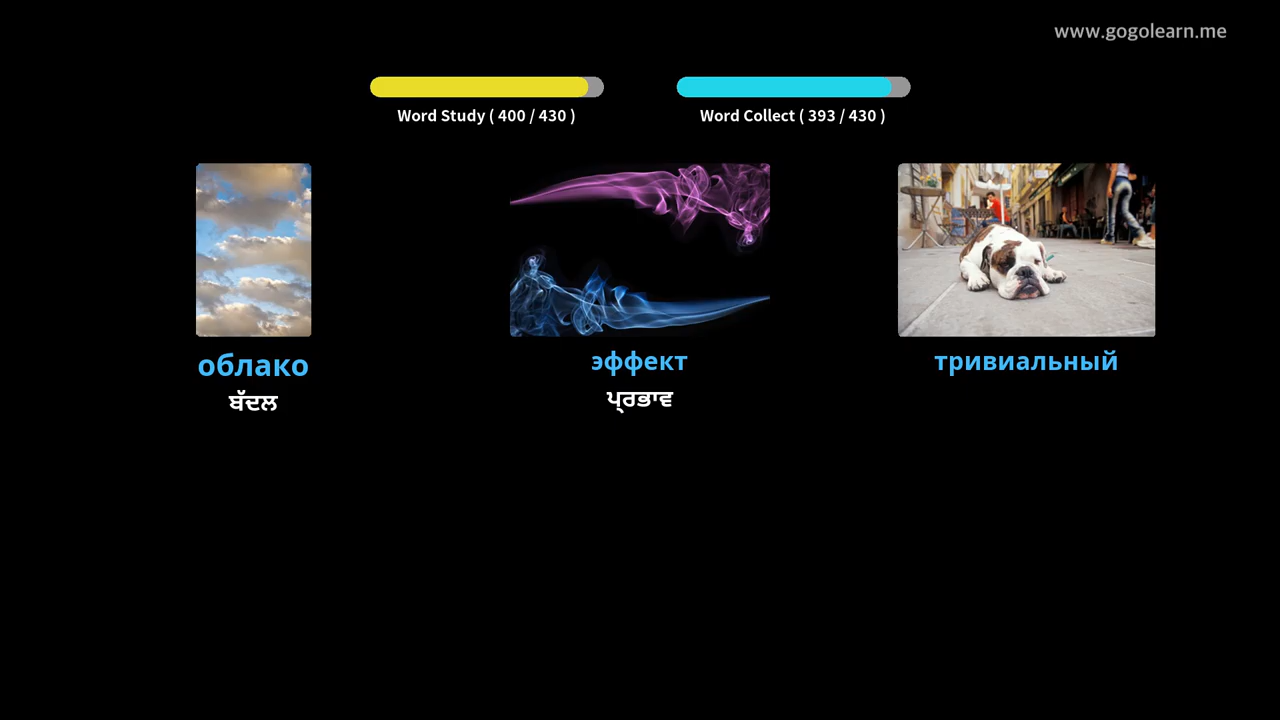 www.gogolearn.me
Word Study ( 400 / 430 )
Word Collect ( 393 / 430 )
облако
ਬੱਦਲ
эффект
ਪ੍ਰਭਾਵ
тривиальный